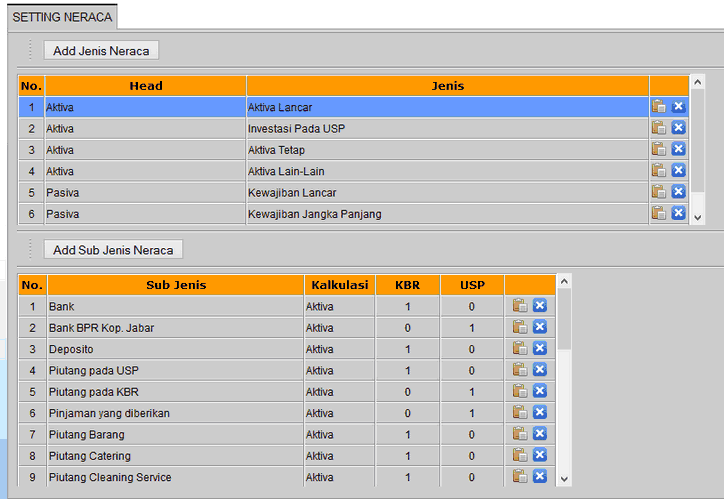 SETTING NERACA
Add Jenis Neraca
No. Head Jenis
1 Aktiva Aktiva Lancar
2 Aktiva Investasi Pada USP
3 Aktiva Aktiva Tetap
4 Aktiva Aktiva Lain-Lain
5 Pasiva Kewajiban Lancar
6 Pasiva Kewajiban Jangka Panjang
Add Sub Jenis Neraca
No. Sub Jenis Kalkulasi KBR USP
1 Bank Aktiva 1 0
2 Bank BPR Kop. Jabar Aktiva 0 1
3 Deposito Aktiva 1 0
4 Piutang pada USP Aktiva 1 0
5 Piutang pada KBR Aktiva 0 1
6 Pinjaman yang diberikan Aktiva 0 1
7 Piutang Barang Aktiva 1 0
8 Piutang Catering Aktiva 1 0
9 Piutang Cleaning Service Aktiva 1 0